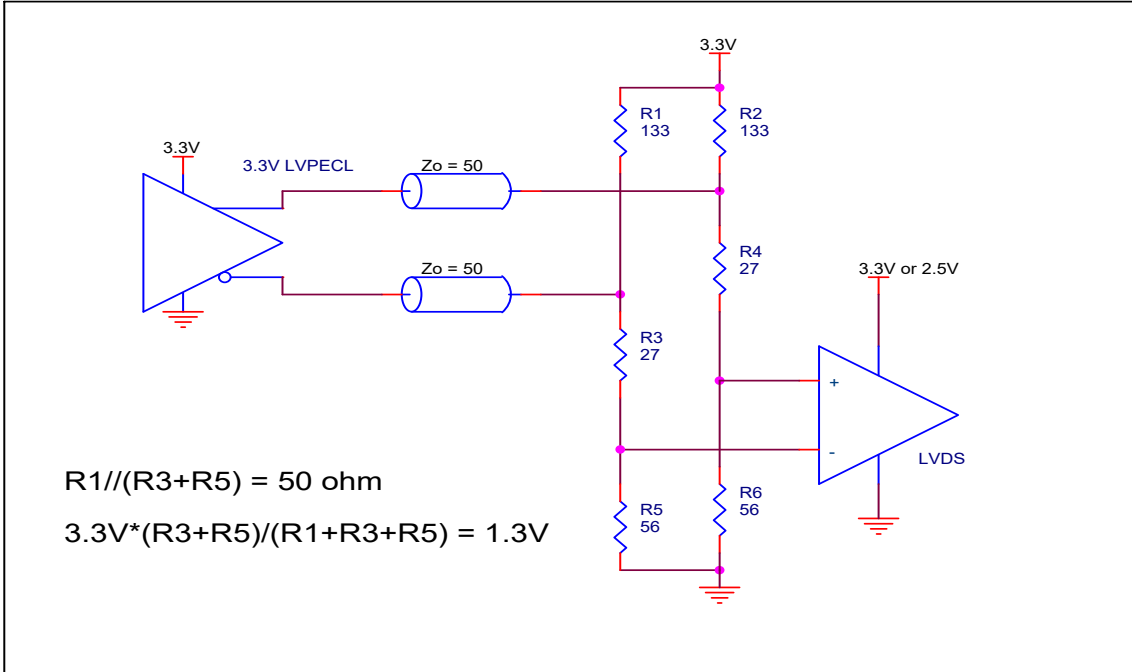 3.3V
R1
133
R2
133
3.3V
3.3V LVPECL
Zo = 50
Zo = 50
R4
27
3.3V or 2.5V
R3
27
+
-
LVDS
R1//(R3+R5) = 50 ohm
R5
56
R6
56
3.3V*(R3+R5)/(R1+R3+R5) = 1.3V